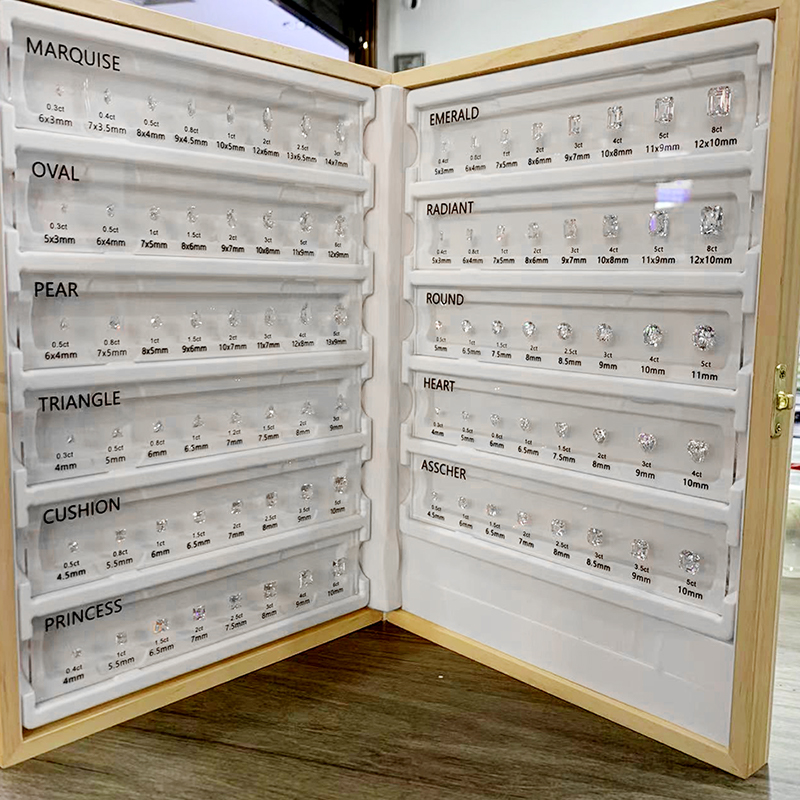 MARQUISE
0.3ct 0.4ct 0.5ct 0.8ct 1ct 2ct 2.5ct 3ct
6x3mm 7x3.5mm 8x4mm 9x4.5mm 10x5mm 12x6mm 13x6.5mm 14x7mm
OVAL
0.3ct 0.5ct 1ct 1.5ct 2ct 3ct 5ct 6ct
5x3mm 6x4mm 7x5mm 8x6mm 9x7mm 10x8mm 11x9mm 12x9mm
PEAR
0.5ct 0.8ct 1ct 1.5ct 2ct 3ct 4ct 5ct
6x4mm 7x5mm 8x5mm 9x6mm 10x7mm 11x7mm 12x8mm 13x9mm
TRIANGLE
0.3ct 0.5ct 0.8ct 1ct 1.2ct 1.5ct 2ct 3ct
4mm 5mm 6mm 6.5mm 7mm 7.5mm 8mm 9mm
CUSHION
0.5ct 0.8ct 1ct 1.5ct 2ct 2.5ct 3.5ct 5ct
4.5mm 5.5mm 6mm 6.5mm 7mm 8mm 9mm 10mm
PRINCESS
0.4ct 1ct 1.5ct 2ct 2.5ct 3ct 4ct 6ct
4mm 5.5mm 6.5mm 7mm 7.5mm 8mm 9mm 10mm
EMERALD
0.4ct 0.8ct 1ct 2ct 3ct 4ct 5ct 8ct
5x3mm 6x4mm 7x5mm 8x6mm 9x7mm 10x8mm 11x9mm 12x10mm
RADIANT
0.4ct 0.8ct 1ct 2ct 3ct 4ct 5ct 8ct
5x3mm 6x4mm 7x5mm 8x6mm 9x7mm 10x8mm 11x9mm 12x10mm
ROUND
0.5ct 1ct 1.5ct 2ct 2.5ct 3ct 4ct 5ct
5mm 6.5mm 7.5mm 8mm 8.5mm 9mm 10mm 11mm
HEART
0.3ct 0.5ct 0.8ct 1ct 1.5ct 2ct 3ct 4ct
4mm 5mm 6mm 6.5mm 7.5mm 8mm 9mm 10mm
ASSCHER
0.5ct 1ct 1.5ct 2ct 2.5ct 3ct 3.5ct 5ct
4.5mm 6mm 6.5mm 7mm 8mm 8.5mm 9mm 10mm